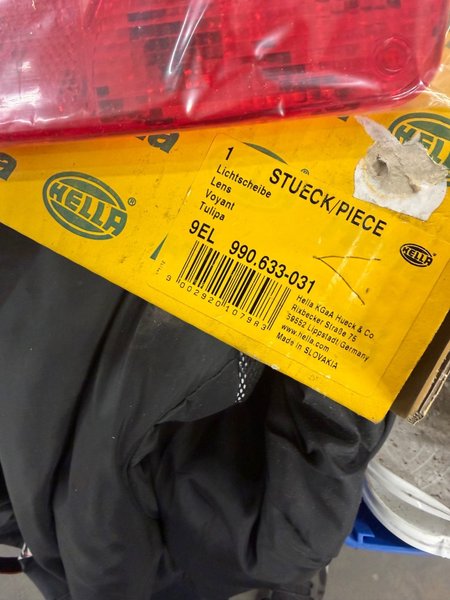 HELLA
1 STUECK/PIECE
Lichtscheibe
Lens
Voyant
Tulipa
9EL 990.633-031
HELLA
Hella KGaA Hueck & Co.
Rixbecker Straße 75
59552 Lippstadt/Germany
www.hella.com
Made in SLOVAKIA
HELLA